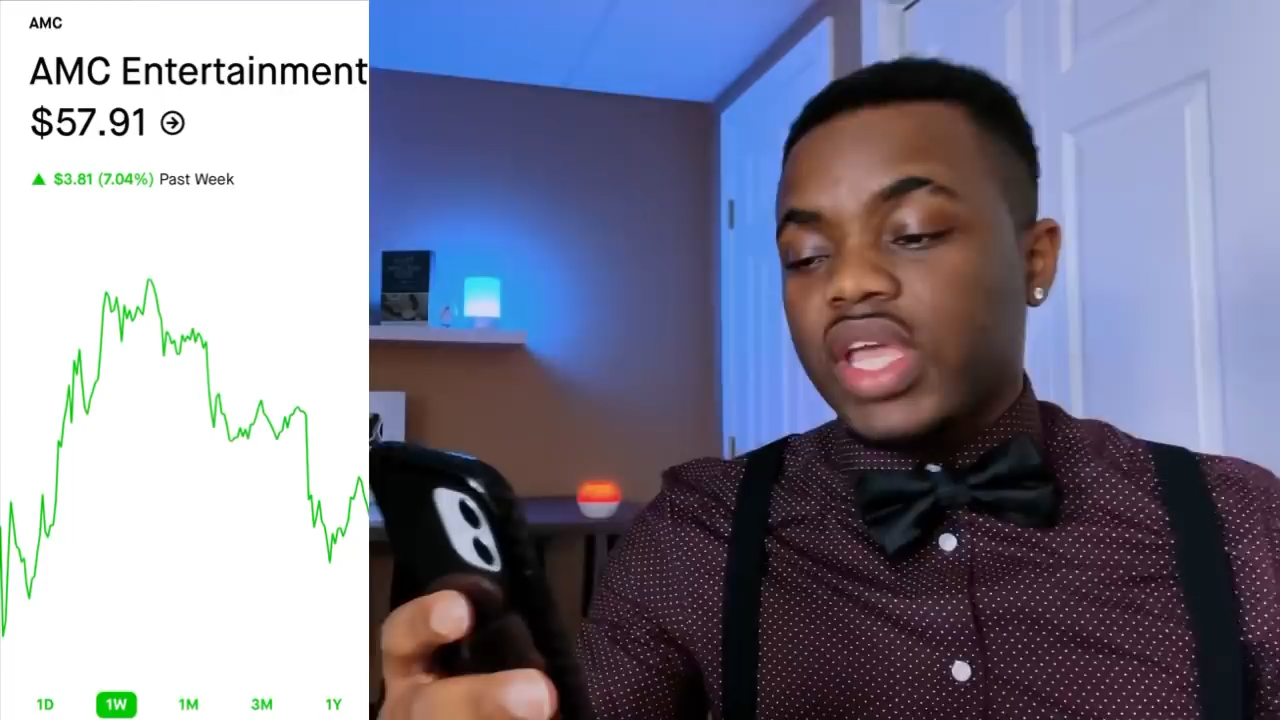 AMC
AMC Entertainment
$57.91
$3.81 (7.04%) Past Week
1D 1W 1M 3M 1Y